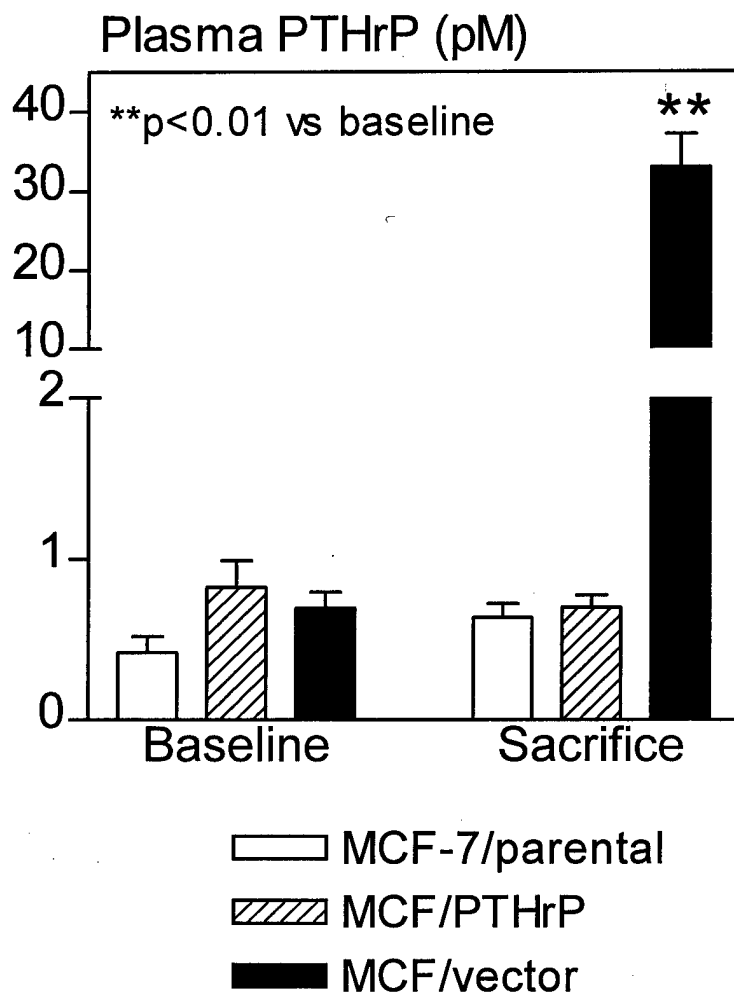 Plasma PTHrP (pM)
**p<0.01 vs baseline
**
40
30
20
10
2
1
0
Baseline Sacrifice
MCF-7/parental
MCF/PTHrP
MCF/vector